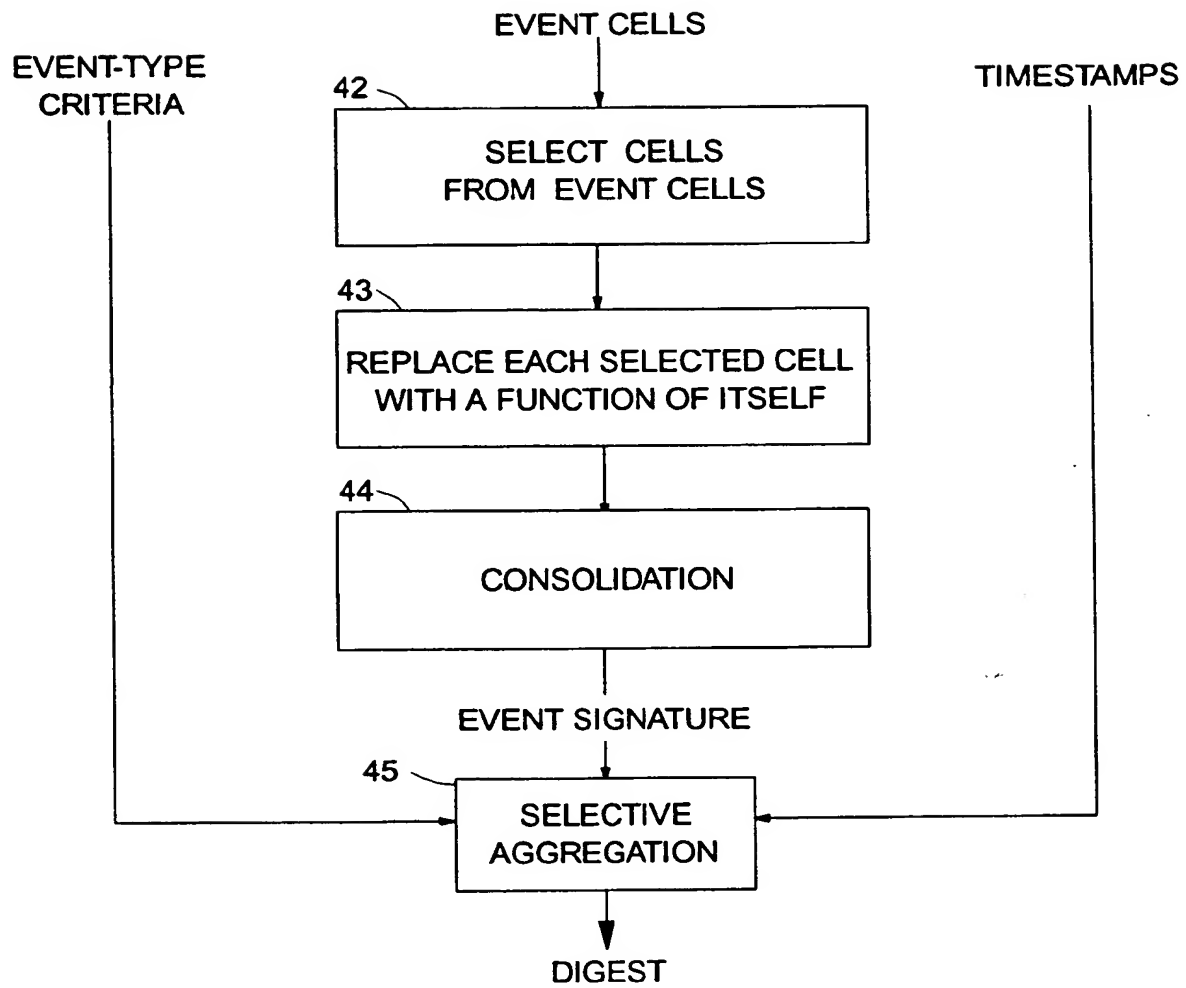 EVENT CELLS
EVENT-TYPE
CRITERIA
TIMESTAMPS
42
SELECT CELLS
FROM EVENT CELLS
43
REPLACE EACH SELECTED CELL
WITH A FUNCTION OF ITSELF
44
CONSOLIDATION
EVENT SIGNATURE
45
SELECTIVE
AGGREGATION
DIGEST